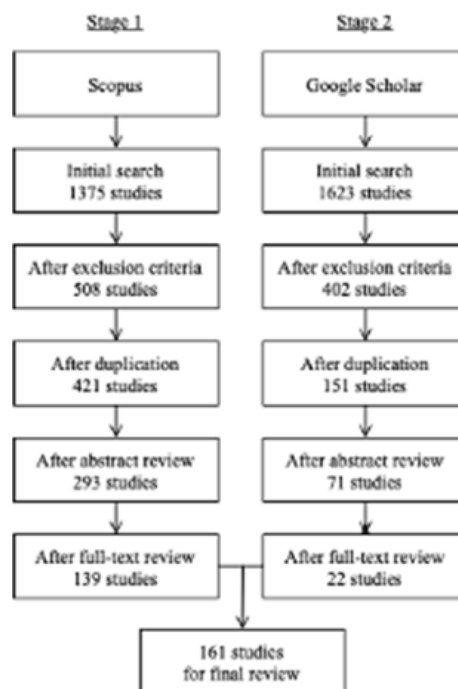 Stage 1
Scopus
Initial search
1375 studies
After exclusion criteria
508 studies
After duplication
421 studies
After abstract review
293 studies
After full-text review
139 studies
Stage 2
Google Scholar
Initial search
1623 studies
After exclusion criteria
402 studies
After duplication
151 studies
After abstract review
71 studies
After full-text review
22 studies
161 studies
for final review